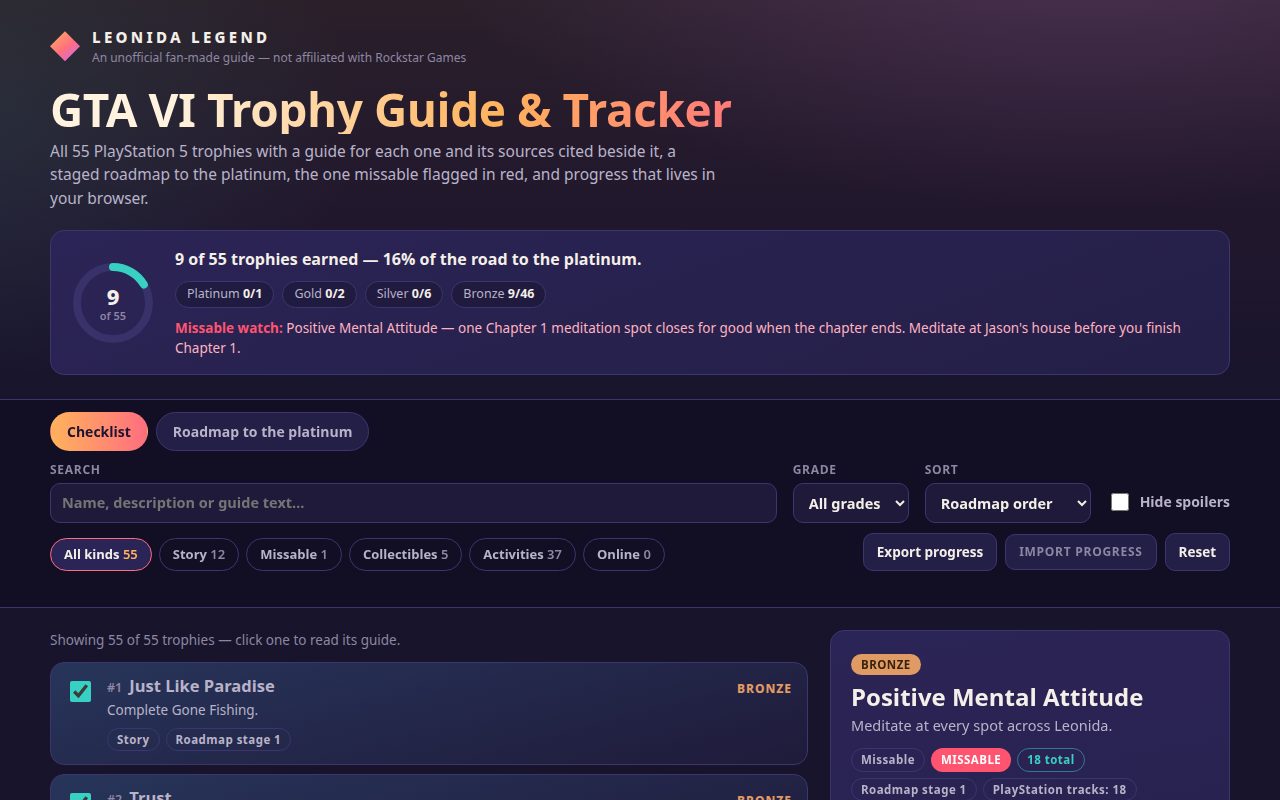 LEONIDA LEGEND
An unofficial fan-made guide — not affiliated with Rockstar Games
GTA VI Trophy Guide & Tracker
All 55 PlayStation 5 trophies with a guide for each one and its sources cited beside it, a
staged roadmap to the platinum, the one missable flagged in red, and progress that lives in
your browser.
9
of 55
9 of 55 trophies earned — 16% of the road to the platinum.
Platinum 0/1 Gold 0/2 Silver 0/6 Bronze 9/46
Missable watch: Positive Mental Attitude — one Chapter 1 meditation spot closes for good when the chapter ends. Meditate at Jason's house before you finish
Chapter 1.
Checklist Roadmap to the platinum
SEARCH GRADE SORT
Name, description or guide text... All grades Roadmap order Hide spoilers
All kinds 55 Story 12 Missable 1 Collectibles 5 Activities 37 Online 0 Export progress IMPORT PROGRESS Reset
Showing 55 of 55 trophies — click one to read its guide.
#1 Just Like Paradise BRONZE
Complete Gone Fishing.
Story Roadmap stage 1
#2 Trust BRONZE
BRONZE
Positive Mental Attitude
Meditate at every spot across Leonida.
Missable MISSABLE 18 total
Roadmap stage 1 PlayStation tracks: 18